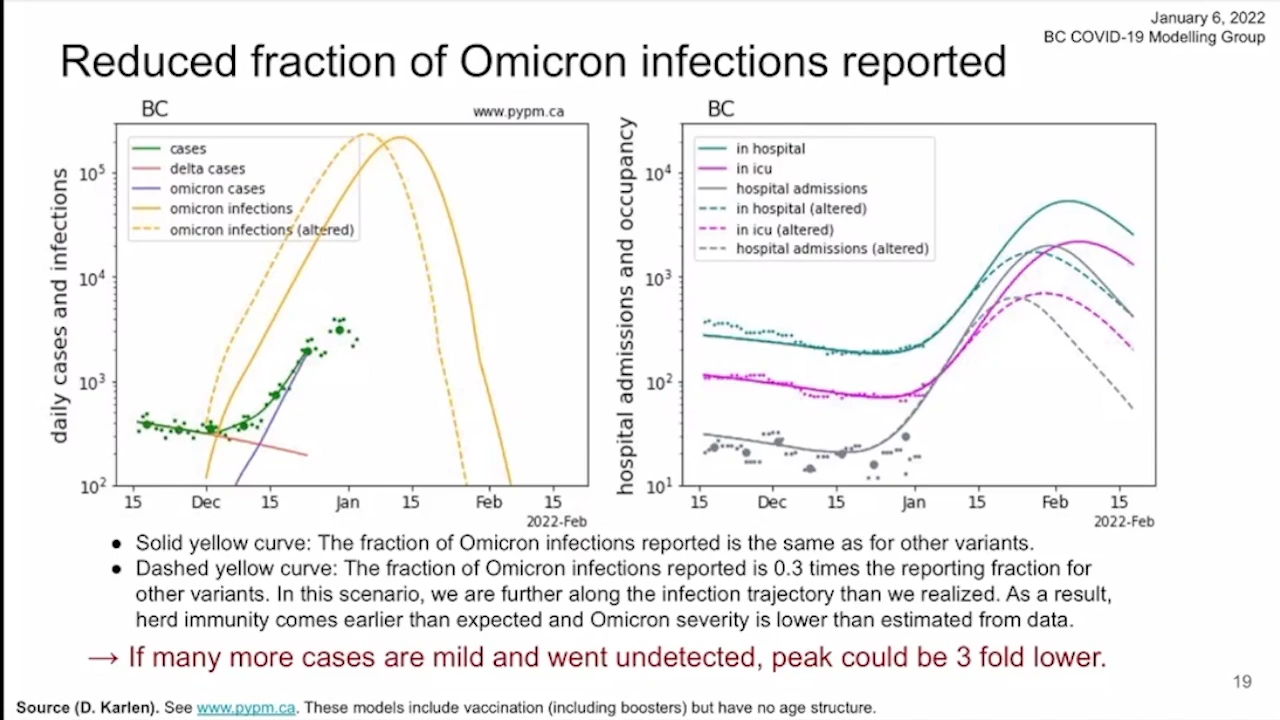 January 6, 2022
BC COVID-19 Modelling Group
Reduced fraction of Omicron infections reported
BC
www.pypm.ca
daily cases and infections
10⁵
10⁴
10³
10²
cases
delta cases
omicron cases
omicron infections
omicron infections (altered)
15
Dec
15
Jan
15
Feb
15
2022-Feb
BC
hospital admissions and occupancy
10⁴
10³
10²
10¹
in hospital
in icu
hospital admissions
in hospital (altered)
in icu (altered)
hospital admissions (altered)
15
Dec
15
Jan
15
Feb
15
2022-Feb
● Solid yellow curve: The fraction of Omicron infections reported is the same as for other variants.
● Dashed yellow curve: The fraction of Omicron infections reported is 0.3 times the reporting fraction for
other variants. In this scenario, we are further along the infection trajectory than we realized. As a result,
herd immunity comes earlier than expected and Omicron severity is lower than estimated from data.
→ If many more cases are mild and went undetected, peak could be 3 fold lower.
19
Source (D. Karlen). See www.pypm.ca. These models include vaccination (including boosters) but have no age structure.